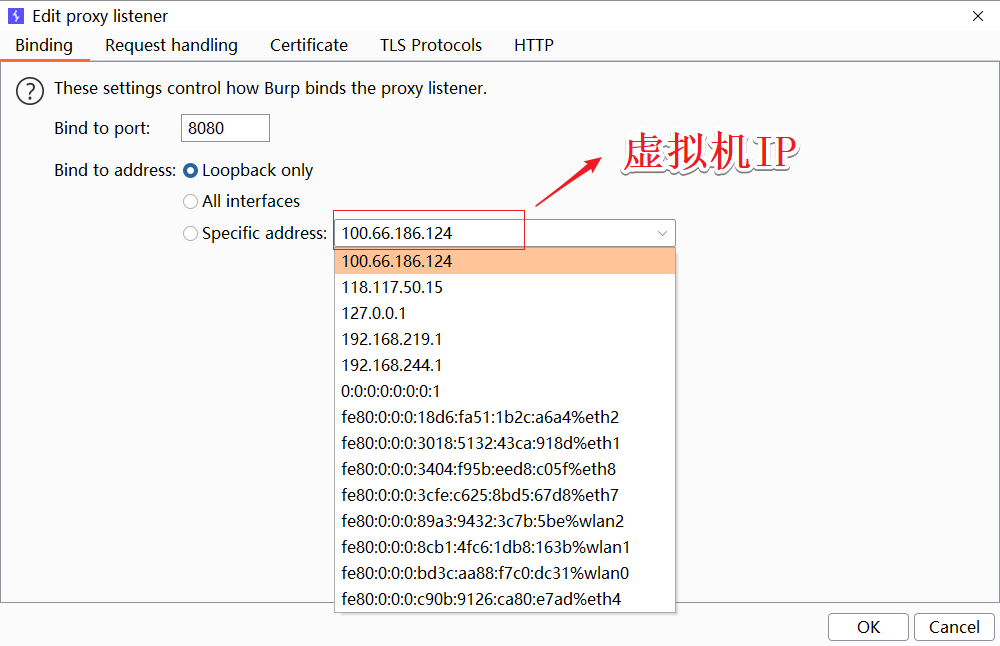 Edit proxy listener
Binding Request handling Certificate TLS Protocols HTTP
? These settings control how Burp binds the proxy listener.
Bind to port: 8080
Bind to address: Loopback only
All interfaces
Specific address: 100.66.186.124
虚拟机IP
100.66.186.124
118.117.50.15
127.0.0.1
192.168.219.1
192.168.244.1
0:0:0:0:0:0:0:1
fe80:0:0:0:18d6:fa51:1b2c:a6a4%eth2
fe80:0:0:0:3018:5132:43ca:918d%eth1
fe80:0:0:0:3404:f95b:eed8:c05f%eth8
fe80:0:0:0:3cfe:c625:8bd5:67d8%eth7
fe80:0:0:0:89a3:9432:3c7b:5be%wlan2
fe80:0:0:0:8cb1:4fc6:1db8:163b%wlan1
fe80:0:0:0:bd3c:aa88:f7c0:dc31%wlan0
fe80:0:0:0:c90b:9126:ca80:e7ad%eth4
OK Cancel